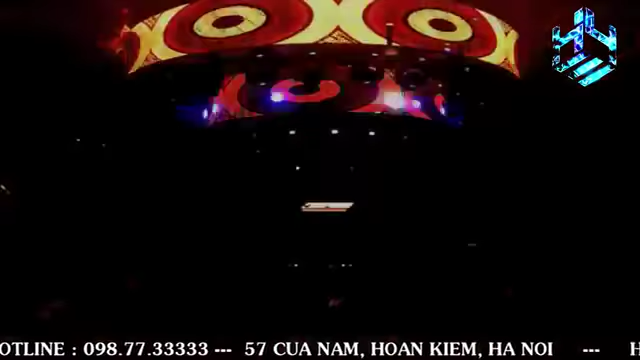 OTLINE : 098.77.33333 --- 57 CUA NAM, HOAN KIEM, HA NOI --- H